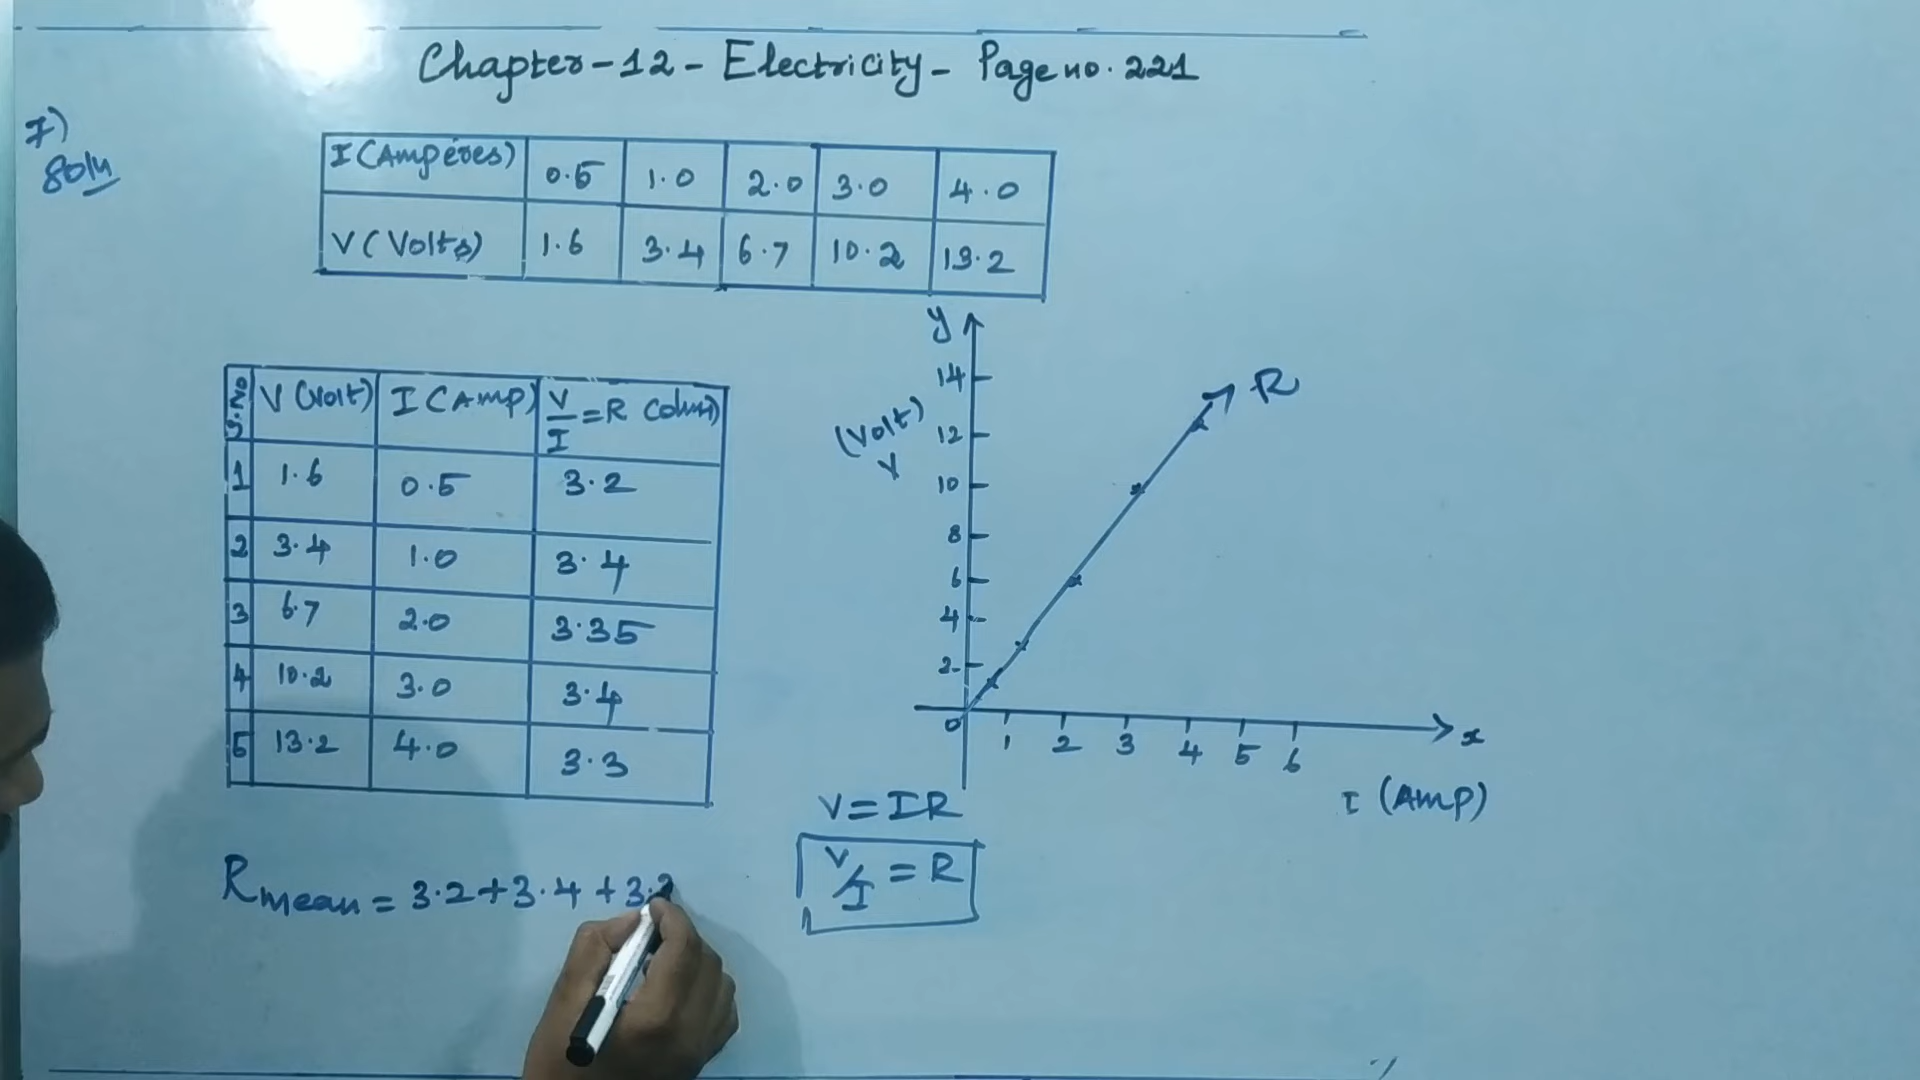 Chapter-12-Electricity-Page no. 221
7)
Soln
I (Amperes) 0.5 1.0 2.0 3.0 4.0
V (Volts) 1.6 3.4 6.7 10.2 13.2
S.No V (Volt) I (Amp) V/I = R (ohm)
1 1.6 0.5 3.2
2 3.4 1.0 3.4
3 6.7 2.0 3.35
4 10.2 3.0 3.4
5 13.2 4.0 3.3
Rmean = 3.2+3.4+3.3
y
14
12
10
8
6
4
2
0
(Volt)
V
R
1 2 3 4 5 6
x
I (Amp)
V=IR
V/I = R